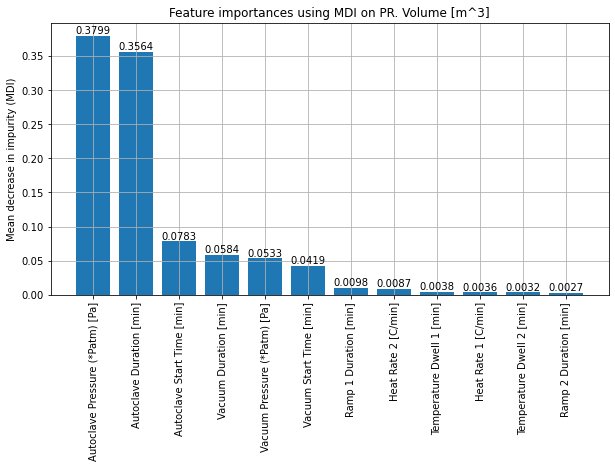 Feature importances using MDI on PR. Volume [m^3]
Mean decrease in impurity (MDI)
0.35
0.30
0.25
0.20
0.15
0.10
0.05
0.00
0.3799
0.3564
0.0783
0.0584
0.0533
0.0419
0.0098
0.0087
0.0038
0.0036
0.0032
0.0027
Autoclave Pressure (*Patm) [Pa]
Autoclave Duration [min]
Autoclave Start Time [min]
Vacuum Duration [min]
Vacuum Pressure (*Patm) [Pa]
Vacuum Start Time [min]
Ramp 1 Duration [min]
Heat Rate 2 [C/min]
Temperature Dwell 1 [min]
Heat Rate 1 [C/min]
Temperature Dwell 2 [min]
Ramp 2 Duration [min]